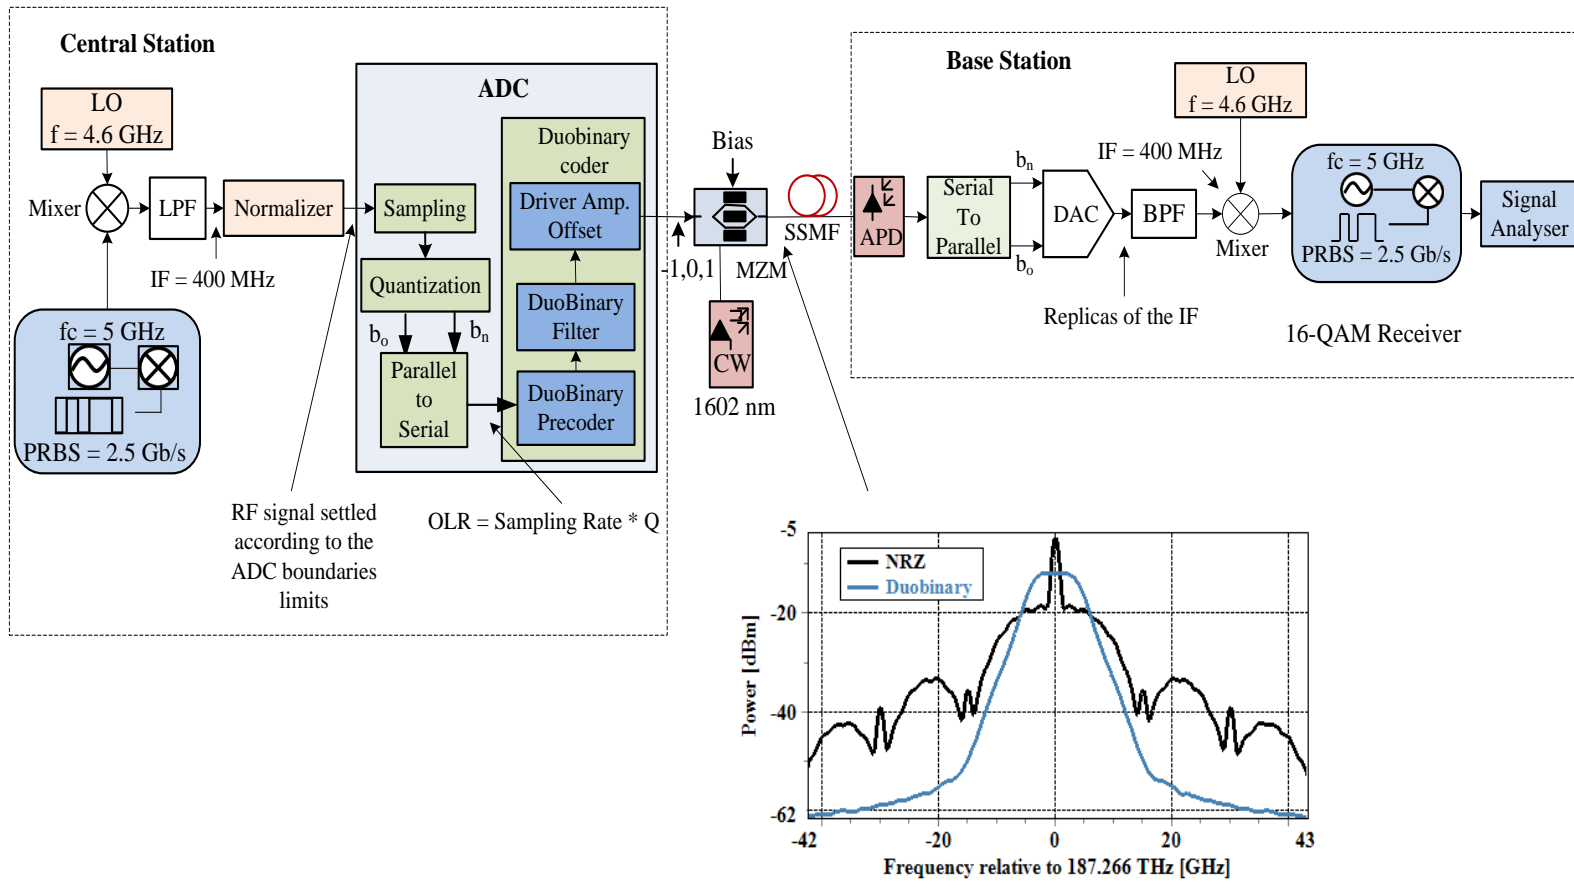 Central Station
LO
f = 4.6 GHz
Mixer
LPF
Normalizer
IF = 400 MHz
fc = 5 GHz
PRBS = 2.5 Gb/s
RF signal settled
according to the
ADC boundaries
limits
ADC
Sampling
Quantization
bo
bn
Parallel
to
Serial
Duobinary
coder
Driver Amp.
Offset
DuoBinary
Filter
DuoBinary
Precoder
OLR = Sampling Rate * Q
-1,0,1
Bias
MZM
CW
1602 nm
SSMF
Base Station
APD
Serial
To
Parallel
bn
bo
DAC
BPF
Replicas of the IF
IF = 400 MHz
LO
f = 4.6 GHz
Mixer
fc = 5 GHz
PRBS = 2.5 Gb/s
16-QAM Receiver
Signal
Analyser
NRZ
Duobinary
Power [dBm]
-5
-20
-40
-62
-42
-20
0
20
43
Frequency relative to 187.266 THz [GHz]